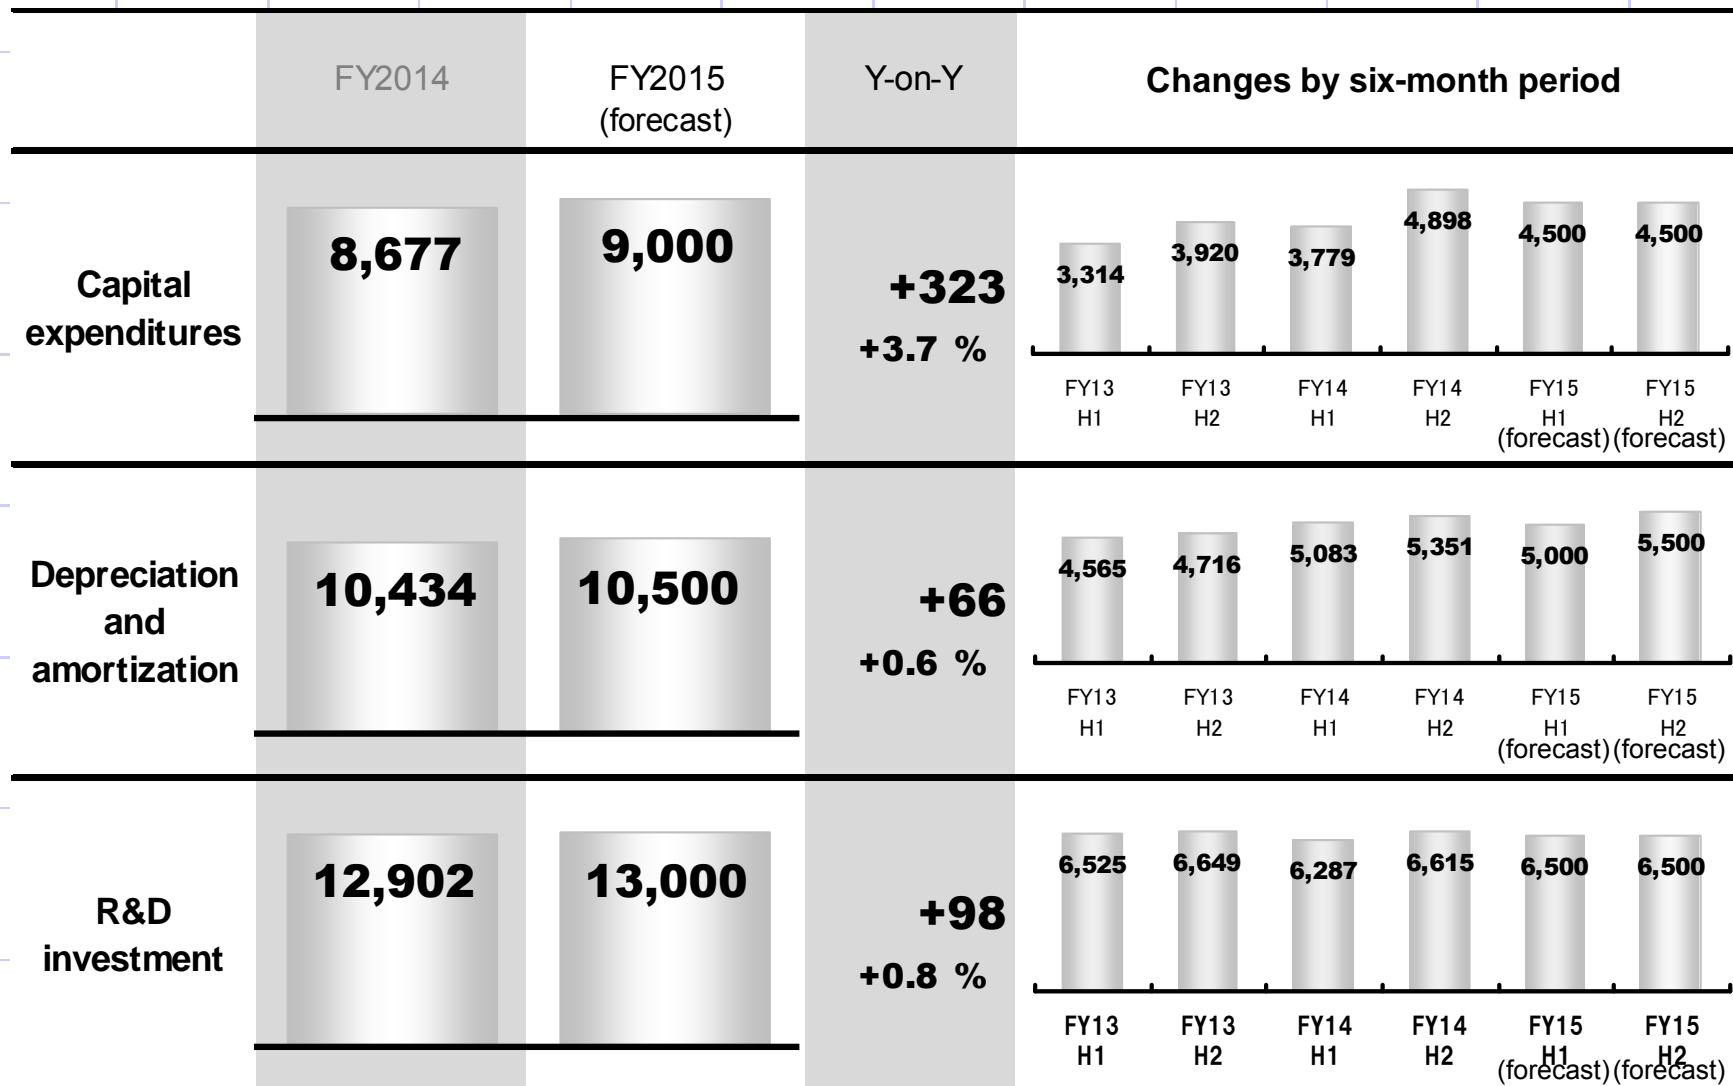 FY2014 FY2015 Y-on-Y Changes by six-month period
(forecast)
Capital
expenditures
8,677 9,000
+323
+3.7 %
3,314 3,920 3,779 4,898 4,500 4,500
FY13 FY13 FY14 FY14 FY15 FY15
H1 H2 H1 H2 H1 H2
(forecast) (forecast)
Depreciation
and
amortization
10,434 10,500
+66
+0.6 %
4,565 4,716 5,083 5,351 5,000 5,500
FY13 FY13 FY14 FY14 FY15 FY15
H1 H2 H1 H2 H1 H2
(forecast) (forecast)
R&D
investment
12,902 13,000
+98
+0.8 %
6,525 6,649 6,287 6,615 6,500 6,500
FY13 FY13 FY14 FY14 FY15 FY15
H1 H2 H1 H2 H1 H2
(forecast) (forecast)